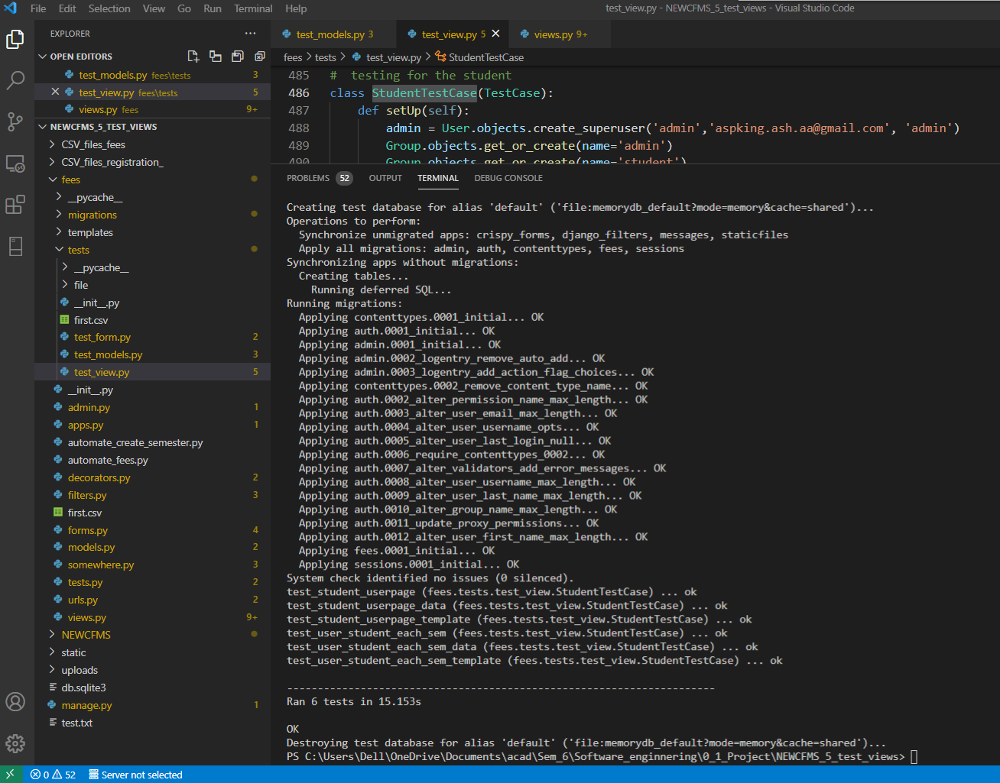 File Edit Selection View Go Run Terminal Help
test_view.py - NEWCFMS_5_test_views - Visual Studio Code
EXPLORER
OPEN EDITORS
test_models.py fees\tests 3
test_view.py fees\tests 5
views.py fees 9+
NEWCFMS_5_TEST_VIEWS
CSV_files_fees
CSV_files_registration_
fees
__pycache__
migrations
templates
tests
__pycache__
file
__init__.py
first.csv
test_form.py 2
test_models.py 3
test_view.py 5
__init__.py
admin.py 1
apps.py 1
automate_create_semester.py
automate_fees.py
decorators.py 2
filters.py 3
first.csv
forms.py 4
models.py 2
somewhere.py 3
tests.py 2
urls.py 2
views.py 9+
NEWCFMS
static
uploads
db.sqlite3
manage.py 1
test.txt
test_models.py 3 test_view.py 5 views.py 9+
fees > tests > test_view.py > StudentTestCase
485 # testing for the student
486 class StudentTestCase(TestCase):
487 def setUp(self):
488 admin = User.objects.create_superuser('admin','aspking.ash.aa@gmail.com', 'admin')
489 Group.objects.get_or_create(name='admin')
490 Group.objects.get_or_create(name='student')
PROBLEMS 52 OUTPUT TERMINAL DEBUG CONSOLE
Creating test database for alias 'default' ('file:memorydb_default?mode=memory&cache=shared')...
Operations to perform:
Synchronize unmigrated apps: crispy_forms, django_filters, messages, staticfiles
Apply all migrations: admin, auth, contenttypes, fees, sessions
Synchronizing apps without migrations:
Creating tables...
Running deferred SQL...
Running migrations:
Applying contenttypes.0001_initial... OK
Applying auth.0001_initial... OK
Applying admin.0001_initial... OK
Applying admin.0002_logentry_remove_auto_add... OK
Applying admin.0003_logentry_add_action_flag_choices... OK
Applying contenttypes.0002_remove_content_type_name... OK
Applying auth.0002_alter_permission_name_max_length... OK
Applying auth.0003_alter_user_email_max_length... OK
Applying auth.0004_alter_user_username_opts... OK
Applying auth.0005_alter_user_last_login_null... OK
Applying auth.0006_require_contenttypes_0002... OK
Applying auth.0007_alter_validators_add_error_messages... OK
Applying auth.0008_alter_user_username_max_length... OK
Applying auth.0009_alter_user_last_name_max_length... OK
Applying auth.0010_alter_group_name_max_length... OK
Applying auth.0011_update_proxy_permissions... OK
Applying auth.0012_alter_user_first_name_max_length... OK
Applying fees.0001_initial... OK
Applying sessions.0001_initial... OK
System check identified no issues (0 silenced).
test_student_userpage (fees.tests.test_view.StudentTestCase) ... ok
test_student_userpage_data (fees.tests.test_view.StudentTestCase) ... ok
test_student_userpage_template (fees.tests.test_view.StudentTestCase) ... ok
test_user_student_each_sem (fees.tests.test_view.StudentTestCase) ... ok
test_user_student_each_sem_data (fees.tests.test_view.StudentTestCase) ... ok
test_user_student_each_sem_template (fees.tests.test_view.StudentTestCase) ... ok
----------------------------------------------------------------------
Ran 6 tests in 15.153s
OK
Destroying test database for alias 'default' ('file:memorydb_default?mode=memory&cache=shared')...
PS C:\Users\Dell\OneDrive\Documents\acad\Sem_6\Software_enginnering\0_1_Project\NEWCFMS_5_test_views>
0 52 Server not selected